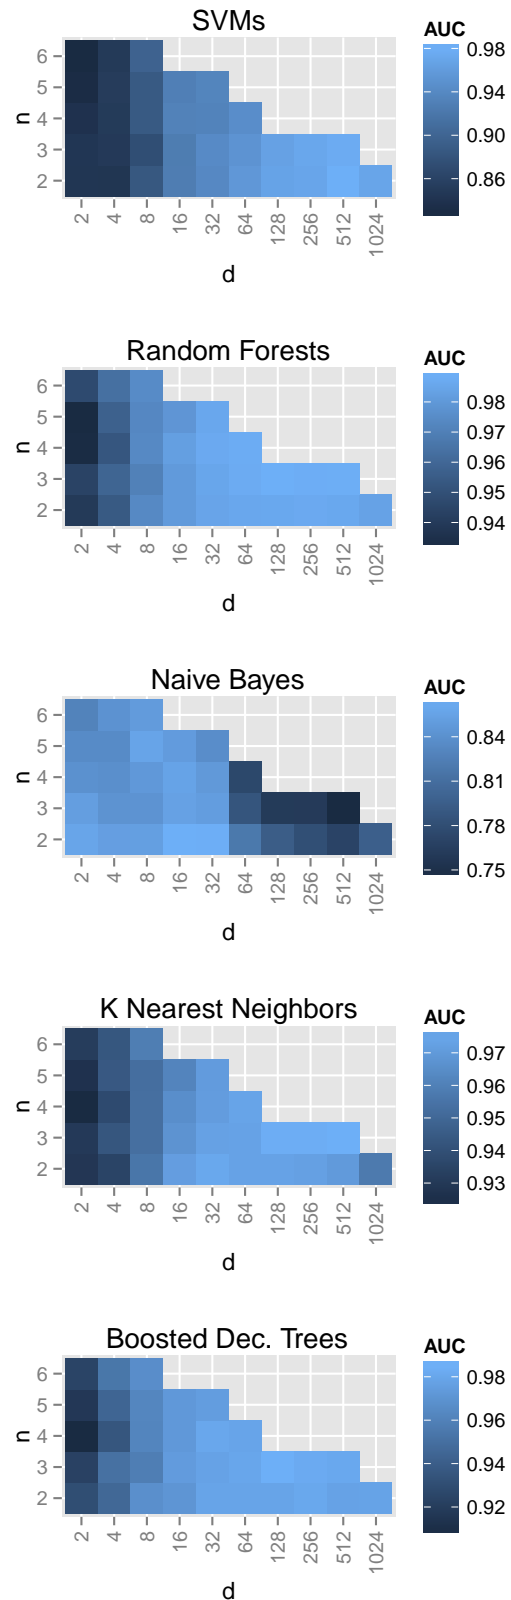 SVMs
AUC
6
5
4
3
2
n
0.98
0.94
0.90
0.86
2 4 8 16 32 64 128 256 512 1024
d
Random Forests
AUC
6
5
4
3
2
n
0.98
0.97
0.96
0.95
0.94
2 4 8 16 32 64 128 256 512 1024
d
Naive Bayes
AUC
6
5
4
3
2
n
0.84
0.81
0.78
0.75
2 4 8 16 32 64 128 256 512 1024
d
K Nearest Neighbors
AUC
6
5
4
3
2
n
0.97
0.96
0.95
0.94
0.93
2 4 8 16 32 64 128 256 512 1024
d
Boosted Dec. Trees
AUC
6
5
4
3
2
n
0.98
0.96
0.94
0.92
2 4 8 16 32 64 128 256 512 1024
d